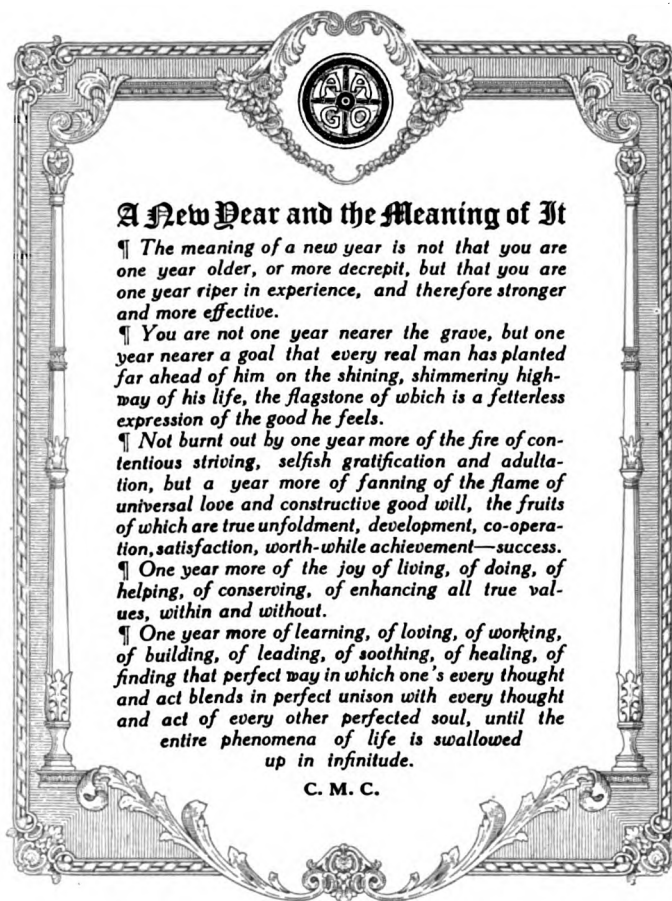 A A
G O
A New Year and the Meaning of It
¶ The meaning of a new year is not that you are
one year older, or more decrepit, but that you are
one year riper in experience, and therefore stronger
and more effective.
¶ You are not one year nearer the grave, but one
year nearer a goal that every real man has planted
far ahead of him on the shining, shimmeriny high-
way of his life, the flagstone of which is a fetterless
expression of the good he feels.
¶ Not burnt out by one year more of the fire of con-
tentious striving, selfish gratification and adulta-
tion, but a year more of fanning of the flame of
universal love and constructive good will, the fruits
of which are true unfoldment, development, co-opera-
tion, satisfaction, worth-while achievement—success.
¶ One year more of the joy of living, of doing, of
helping, of conserving, of enhancing all true val-
ues, within and without.
¶ One year more of learning, of loving, of working,
of building, of leading, of soothing, of healing, of
finding that perfect way in which one's every thought
and act blends in perfect unison with every thought
and act of every other perfected soul, until the
entire phenomena of life is swallowed
up in infinitude.
C. M. C.